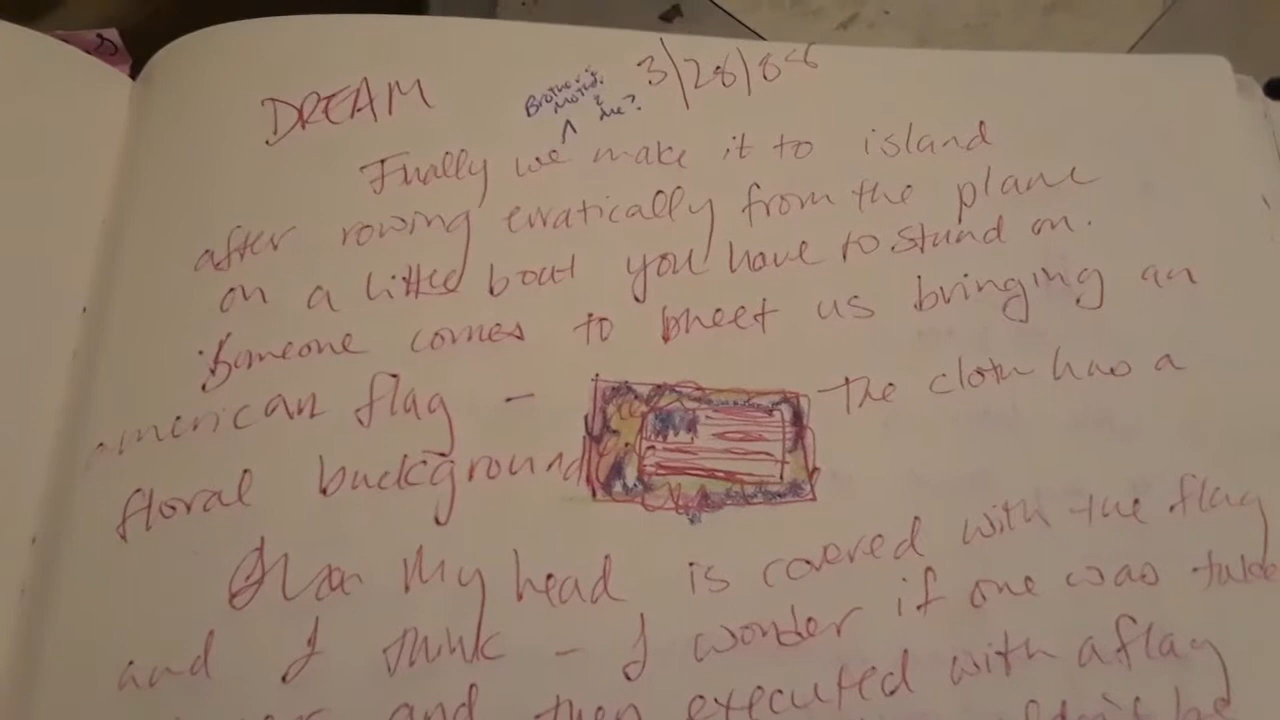 DREAM 3/28/88
Brother's
Mother
& me?
Finally we make it to island
after rowing erratically from the plane
on a little boat you have to stand on.
Someone comes to meet us bringing an
american flag - The cloth has a
floral background
My head is covered with the flag
and I think - I wonder if one was take
and then executed with a flag